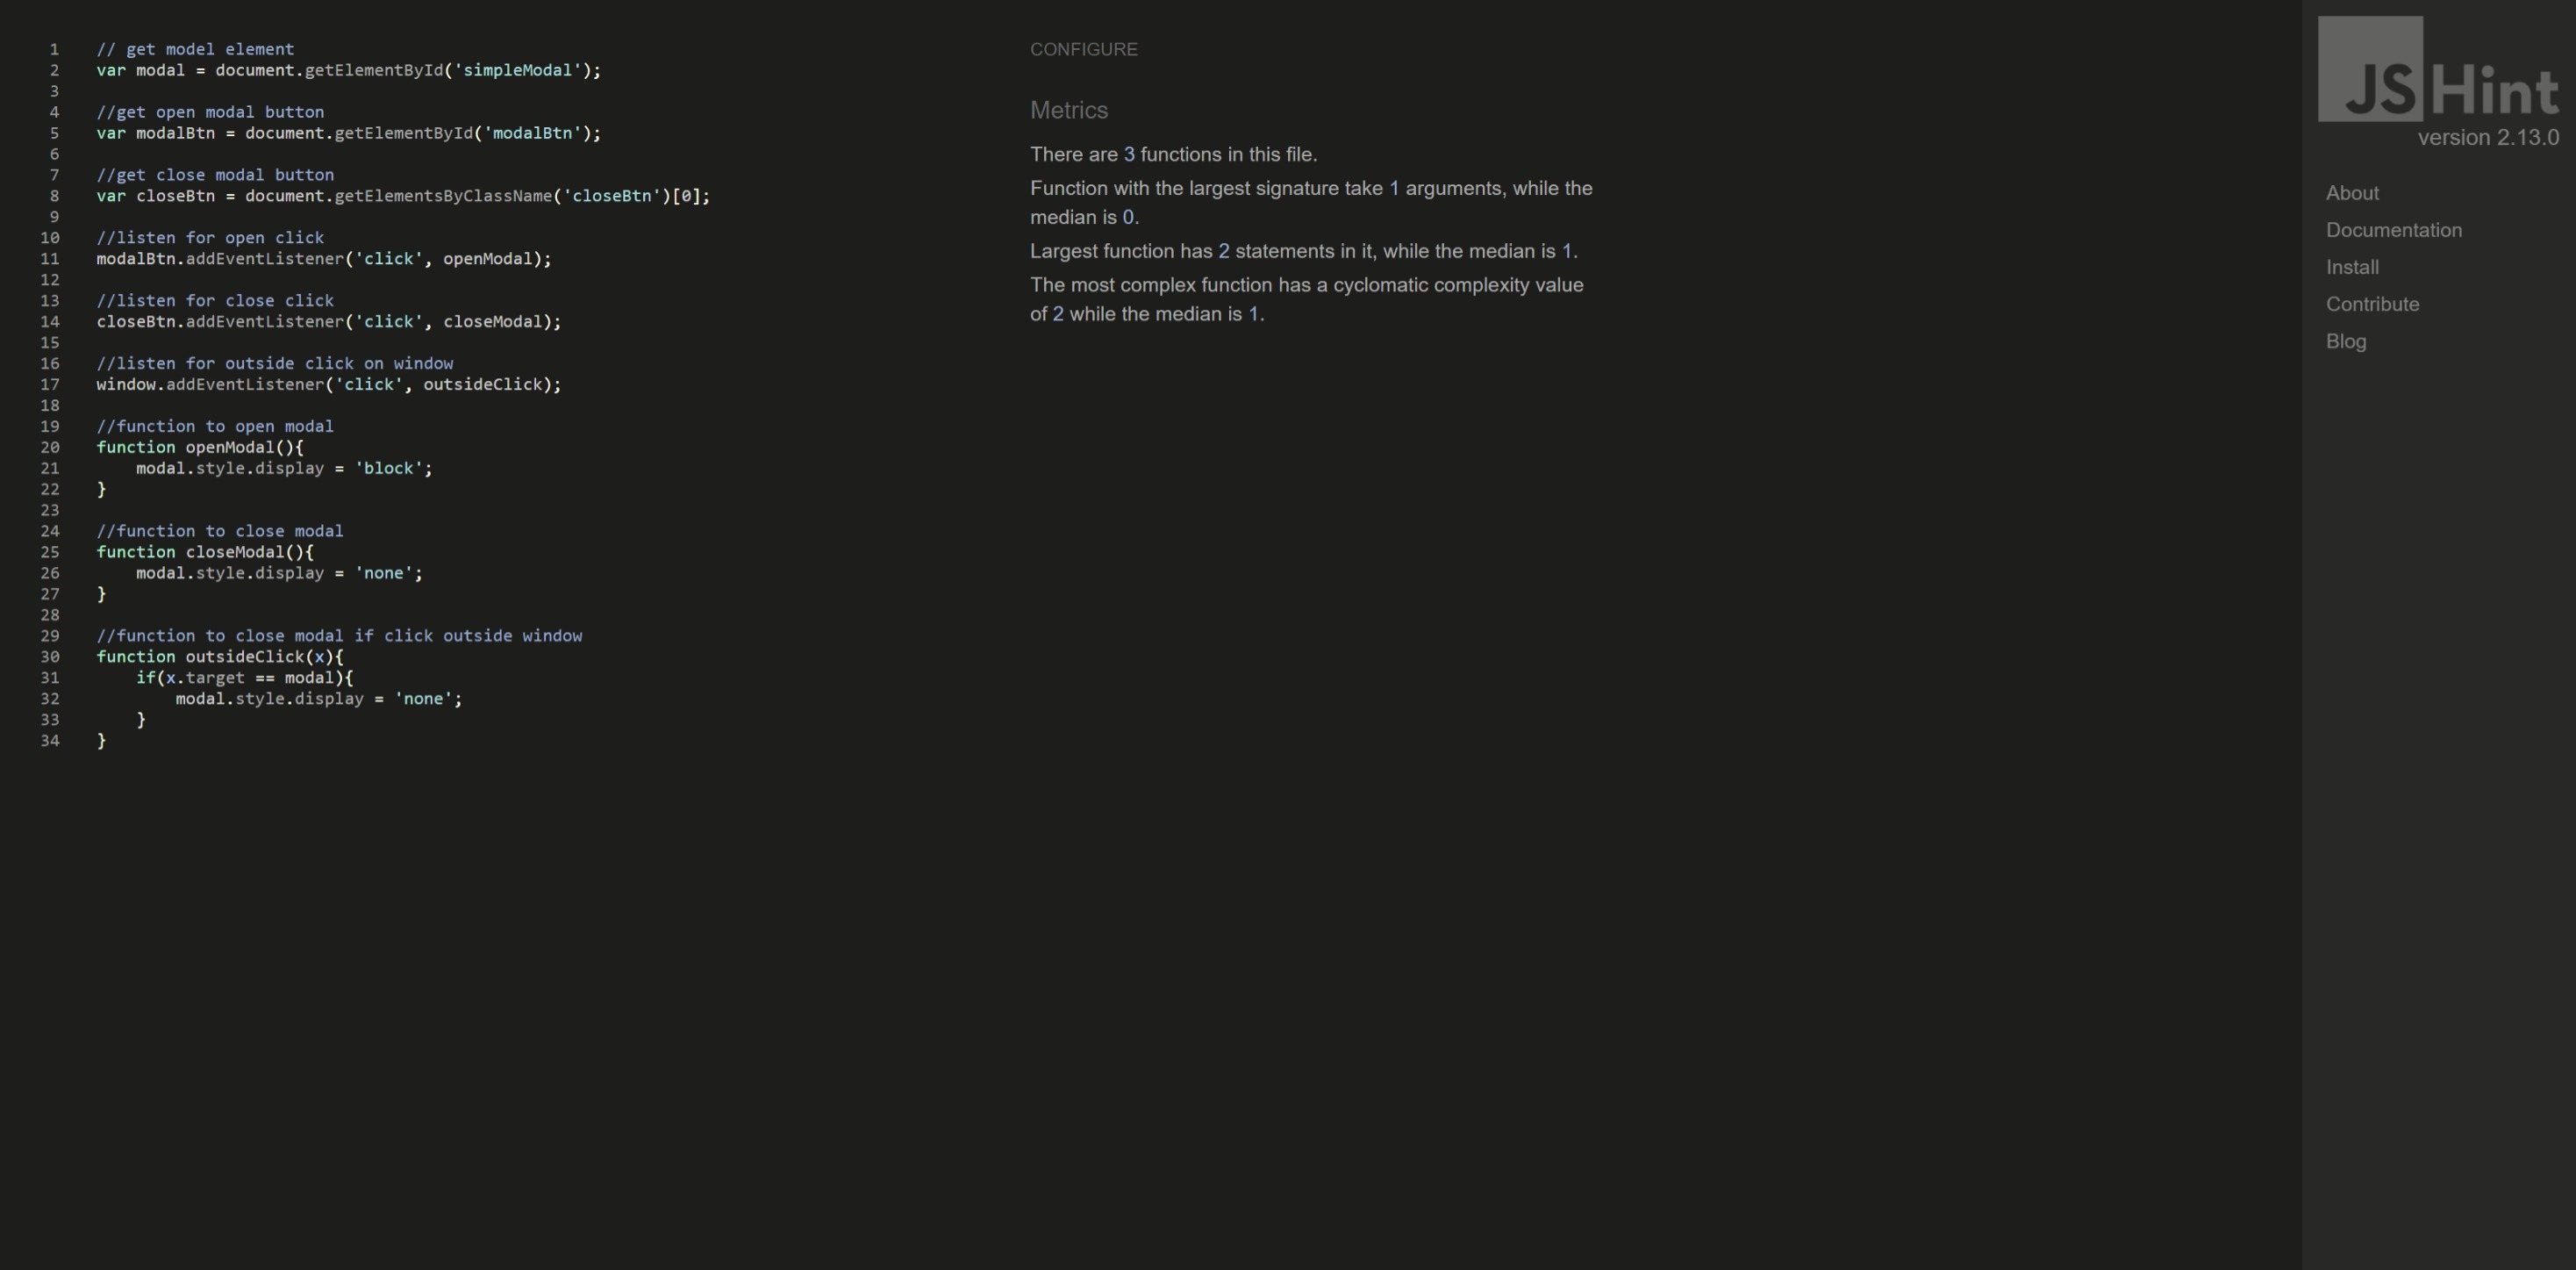 1 // get model element
2 var modal = document.getElementById('simpleModal');
3
4 //get open modal button
5 var modalBtn = document.getElementById('modalBtn');
6
7 //get close modal button
8 var closeBtn = document.getElementsByClassName('closeBtn')[0];
9
10 //listen for open click
11 modalBtn.addEventListener('click', openModal);
12
13 //listen for close click
14 closeBtn.addEventListener('click', closeModal);
15
16 //listen for outside click on window
17 window.addEventListener('click', outsideClick);
18
19 //function to open modal
20 function openModal(){
21     modal.style.display = 'block';
22 }
23
24 //function to close modal
25 function closeModal(){
26     modal.style.display = 'none';
27 }
28
29 //function to close modal if click outside window
30 function outsideClick(x){
31     if(x.target == modal){
32         modal.style.display = 'none';
33     }
34 }
CONFIGURE
Metrics
There are 3 functions in this file.
Function with the largest signature take 1 arguments, while the
median is 0.
Largest function has 2 statements in it, while the median is 1.
The most complex function has a cyclomatic complexity value
of 2 while the median is 1.
JSHint
version 2.13.0
About
Documentation
Install
Contribute
Blog